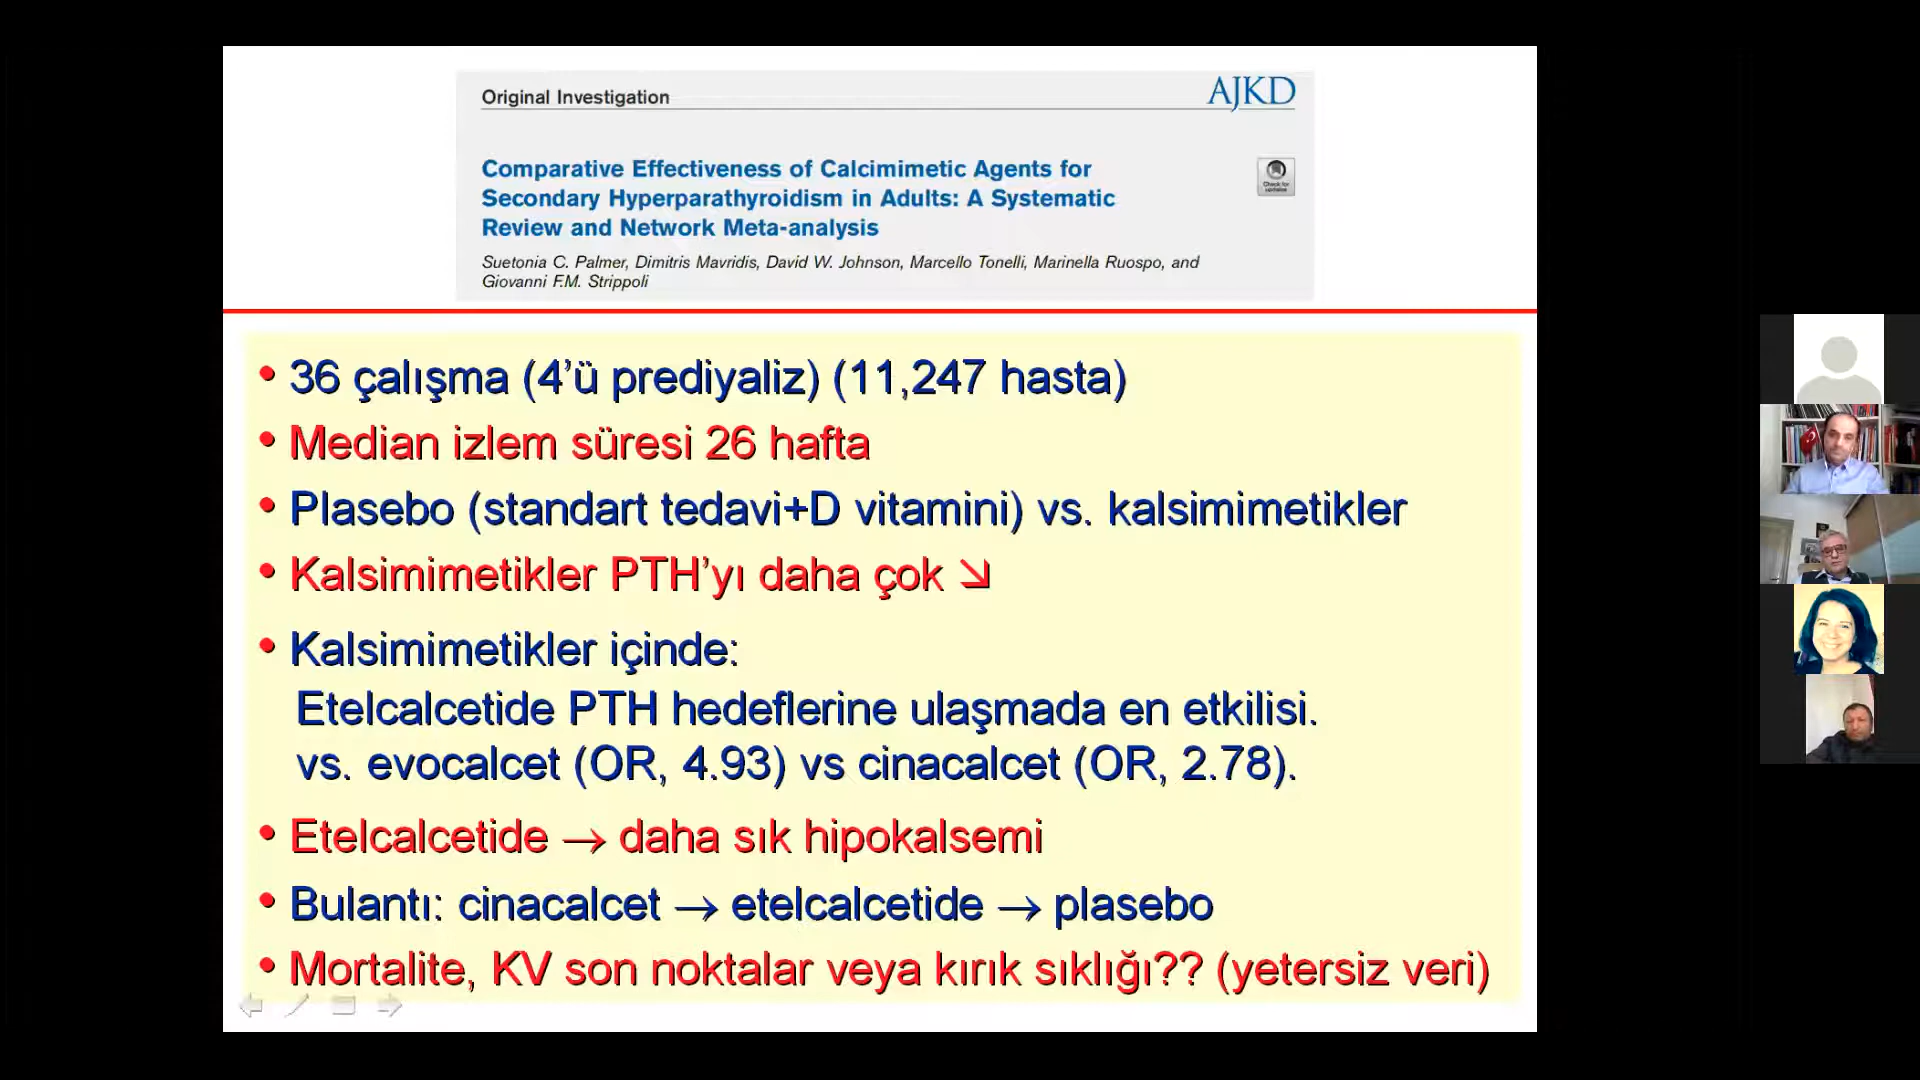 Original Investigation
AJKD
Comparative Effectiveness of Calcimimetic Agents for
Secondary Hyperparathyroidism in Adults: A Systematic
Review and Network Meta-analysis
Check for
updates
Suetonia C. Palmer, Dimitris Mavridis, David W. Johnson, Marcello Tonelli, Marinella Ruospo, and
Giovanni F.M. Strippoli
• 36 çalışma (4’ü prediyaliz) (11,247 hasta)
• Median izlem süresi 26 hafta
• Plasebo (standart tedavi+D vitamini) vs. kalsimimetikler
• Kalsimimetikler PTH’yı daha çok ↘
• Kalsimimetikler içinde:
Etelcalcetide PTH hedeflerine ulaşmada en etkilisi.
vs. evocalcet (OR, 4.93) vs cinacalcet (OR, 2.78).
• Etelcalcetide → daha sık hipokalsemi
• Bulantı: cinacalcet → etelcalcetide → plasebo
• Mortalite, KV son noktalar veya kırık sıklığı?? (yetersiz veri)